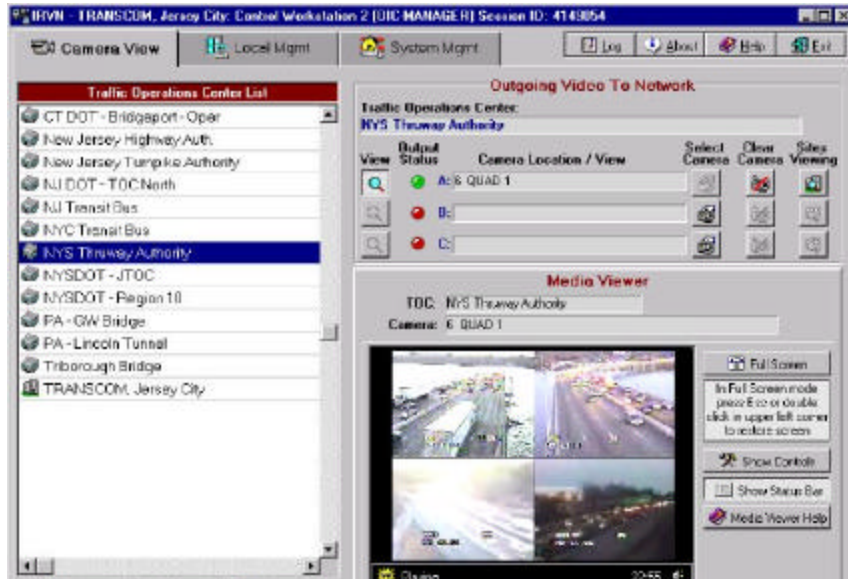 IRVN - TRANSCOM, Jersey City: Control Workstation 2 (OIC MANAGER) Session ID: 4149854
Camera View
Local Mgmt
System Mgmt
Log
About
Help
Exit
Traffic Operations Center List
CT DOT - Bridgeport - Oper
New Jersey Highway Auth.
New Jersey Turnpike Authority
NJ DOT - TOC North
NJ Transit Bus
NYC Transit Bus
NYS Thruway Authority
NYSDOT - JTOC
NYSDOT - Region 10
PA - GW Bridge
PA - Lincoln Tunnel
Triborough Bridge
TRANSCOM, Jersey City
Outgoing Video To Network
Traffic Operations Center:
NYS Thruway Authority
View
Output Status
Camera Location / View
Select Camera
Clear Camera
Sites Viewing
A: 6 QUAD 1
B:
C:
Media Viewer
TOC: NYS Thruway Authority
Camera: 6 QUAD 1
Full Screen
In Full Screen mode
press Esc or double
click in upper left corner
to restore screen
Show Controls
Show Status Bar
Media Viewer Help
Playing
22:55